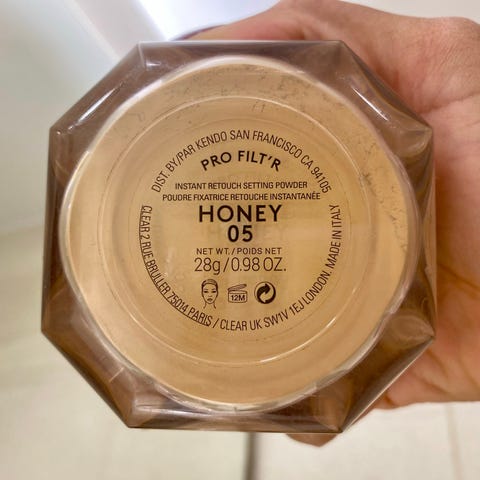 DIST. BY/PAR KENDO SAN FRANCISCO CA 94105
PRO FILT'R
INSTANT RETOUCH SETTING POWDER
POUDRE FIXATRICE RETOUCHE INSTANTANÉE
HONEY
05
NET WT./POIDS NET
28g/0.98 OZ.
12M
CLEAR 2 RUE BRULLER 75014 PARIS / CLEAR UK SW1V 1EJ LONDON. MADE IN ITALY